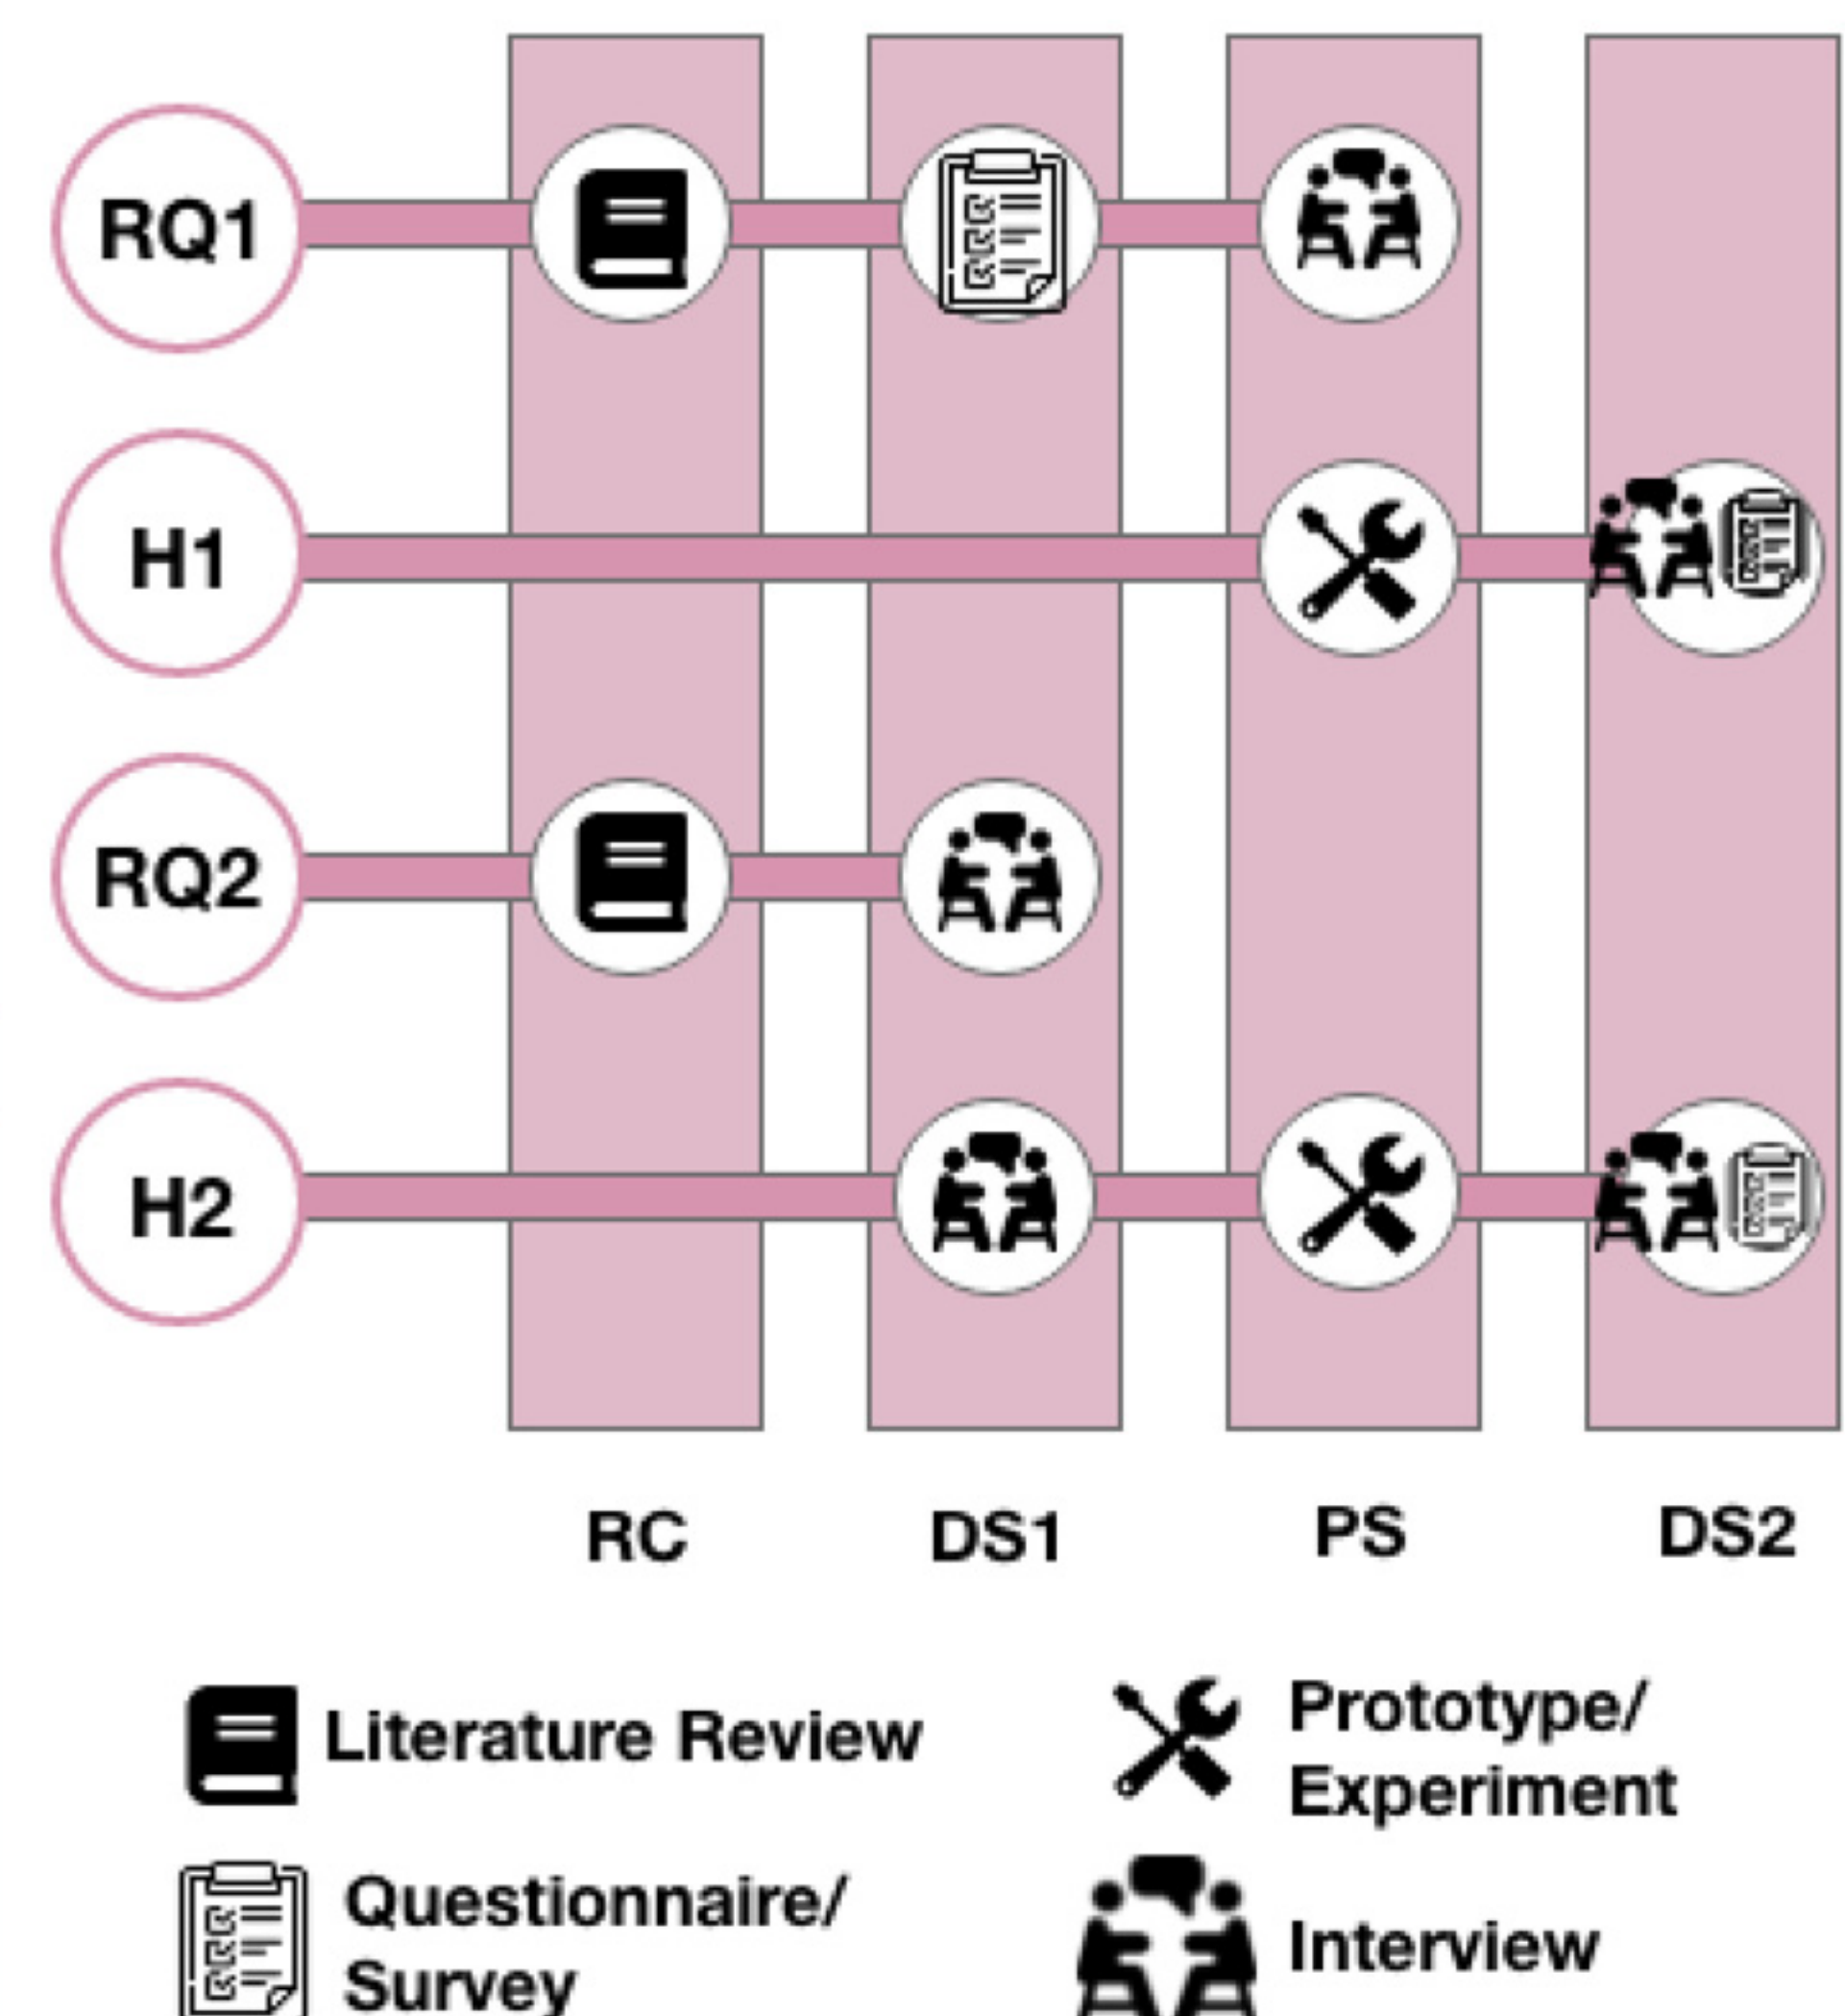 RQ1
H1
RQ2
H2
RC DS1 PS DS2
Literature Review
Prototype/
Experiment
Questionnaire/
Survey
Interview